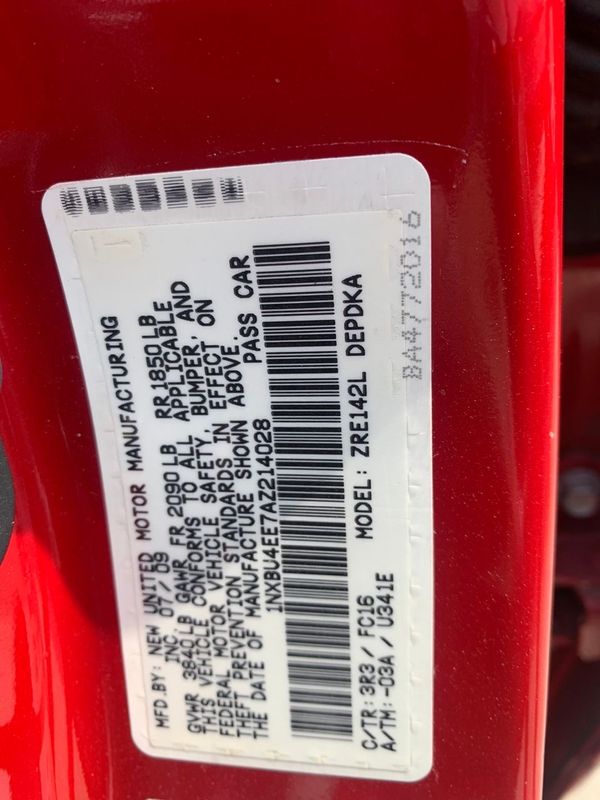 MFD.BY: NEW UNITED MOTOR MANUFACTURING
INC. 07/09
GVWR 3840LB GAWR FR 2090LB RR 1850LB
THIS VEHICLE CONFORMS TO ALL APPLICABLE
FEDERAL MOTOR VEHICLE SAFETY, BUMPER, AND
THEFT PREVENTION STANDARDS IN EFFECT ON
THE DATE OF MANUFACTURE SHOWN ABOVE.
1NXBU4EE7AZ214028 PASS CAR
C/TR: 3R3 / FC16 MODEL: ZRE142L DEPDKA
A/TM: -03A / U341E
BA4772016